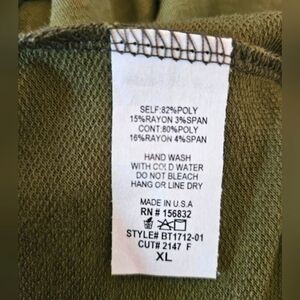 SELF:82%POLY
15%RAYON 3%SPAN
CONT:80%POLY
16%RAYON 4%SPAN
HAND WASH
WITH COLD WATER
DO NOT BLEACH
HANG OR LINE DRY
MADE IN USA
RN # 156832
STYLE# BT1712-01
CUT# 2147 F
XL